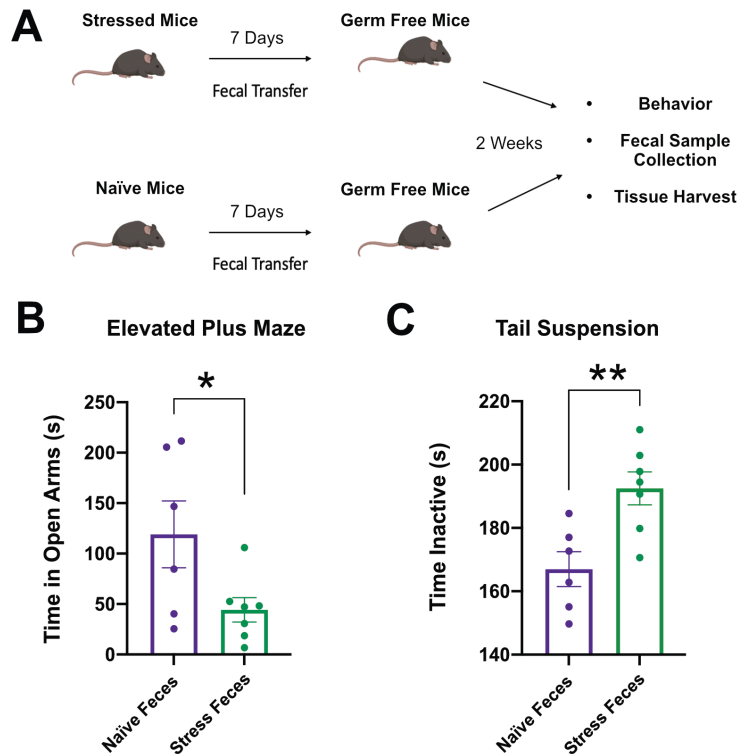 A
Stressed Mice
7 Days
Fecal Transfer
Germ Free Mice
Naïve Mice
7 Days
Fecal Transfer
Germ Free Mice
2 Weeks
• Behavior
• Fecal Sample
Collection
• Tissue Harvest
B
Elevated Plus Maze
*
Time in Open Arms (s)
250
200
150
100
50
0
Naïve Feces
Stress Feces
C
Tail Suspension
**
Time Inactive (s)
220
200
180
160
140
Naïve Feces
Stress Feces